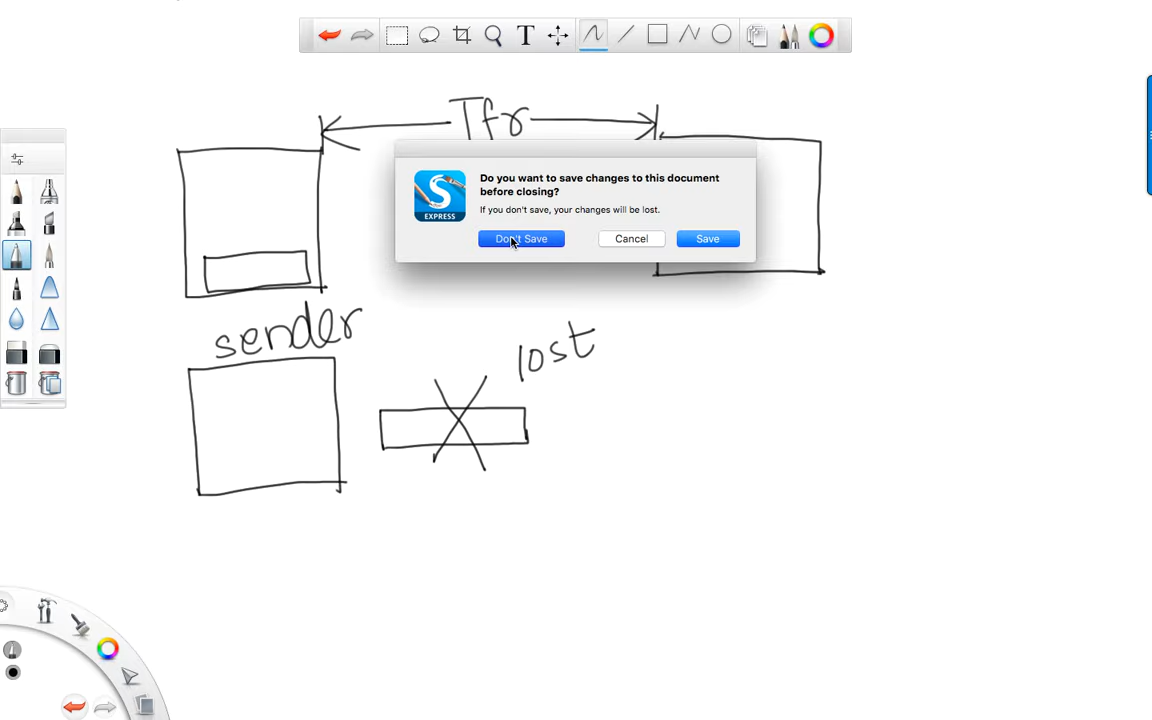 T
Tfr
Do you want to save changes to this document
before closing?
If you don't save, your changes will be lost.
S
EXPRESS
Don't Save
Cancel
Save
sender
lost